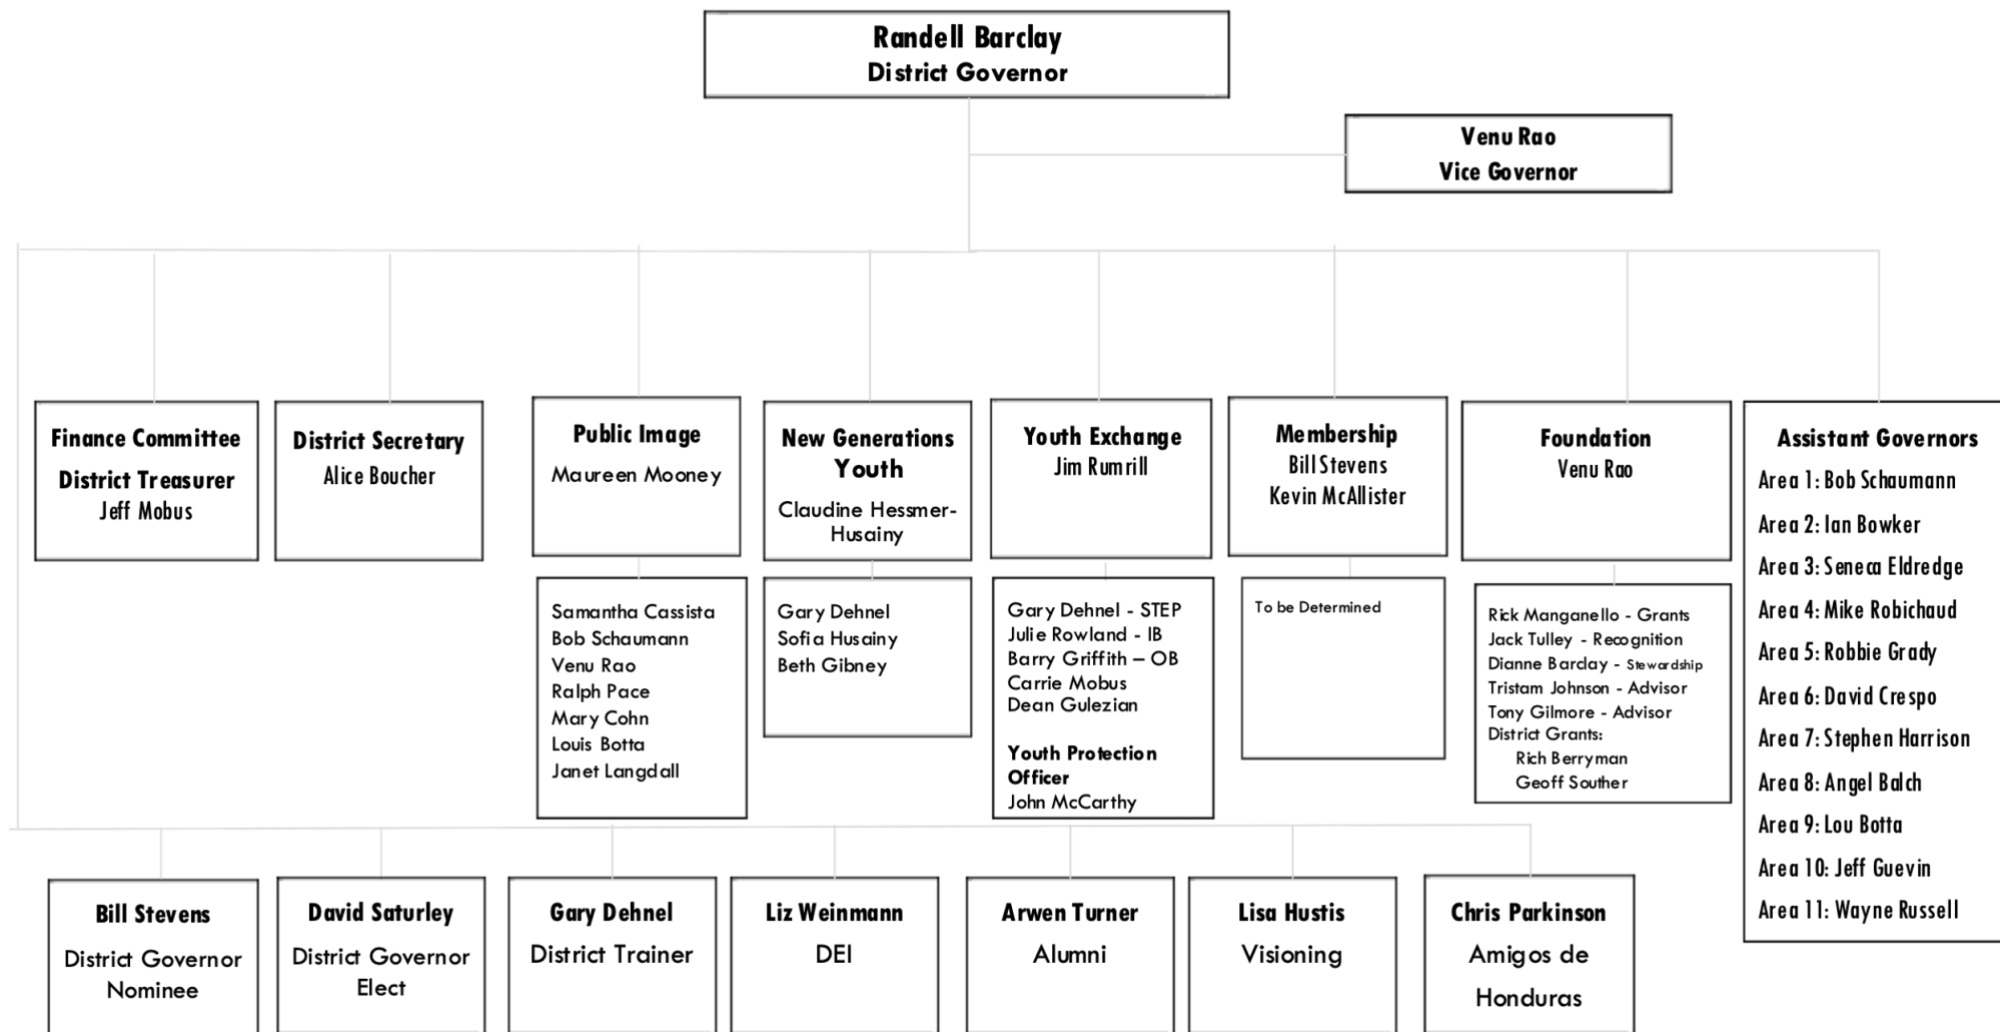 Randell Barclay
District Governor
Venu Rao
Vice Governor
Finance Committee
District Treasurer
Jeff Mobus
District Secretary
Alice Boucher
Public Image
Maureen Mooney
New Generations
Youth
Claudine Hessmer-
Husainy
Youth Exchange
Jim Rumrill
Membership
Bill Stevens
Kevin McAllister
Foundation
Venu Rao
Assistant Governors
Area 1: Bob Schaumann
Area 2: Ian Bowker
Area 3: Seneca Eldredge
Area 4: Mike Robichaud
Area 5: Robbie Grady
Area 6: David Crespo
Area 7: Stephen Harrison
Area 8: Angel Balch
Area 9: Lou Botta
Area 10: Jeff Guevin
Area 11: Wayne Russell
Samantha Cassista
Bob Schaumann
Venu Rao
Ralph Pace
Mary Cohn
Louis Botta
Janet Langdall
Gary Dehnel
Sofia Husainy
Beth Gibney
Gary Dehnel - STEP
Julie Rowland - IB
Barry Griffith – OB
Carrie Mobus
Dean Gulezian
Youth Protection
Officer
John McCarthy
To be Determined
Rick Manganello - Grants
Jack Tulley - Recognition
Dianne Barclay - Stewardship
Tristam Johnson - Advisor
Tony Gilmore - Advisor
District Grants:
Rich Berryman
Geoff Souther
Bill Stevens
District Governor
Nominee
David Saturley
District Governor
Elect
Gary Dehnel
District Trainer
Liz Weinmann
DEI
Arwen Turner
Alumni
Lisa Hustis
Visioning
Chris Parkinson
Amigos de
Honduras